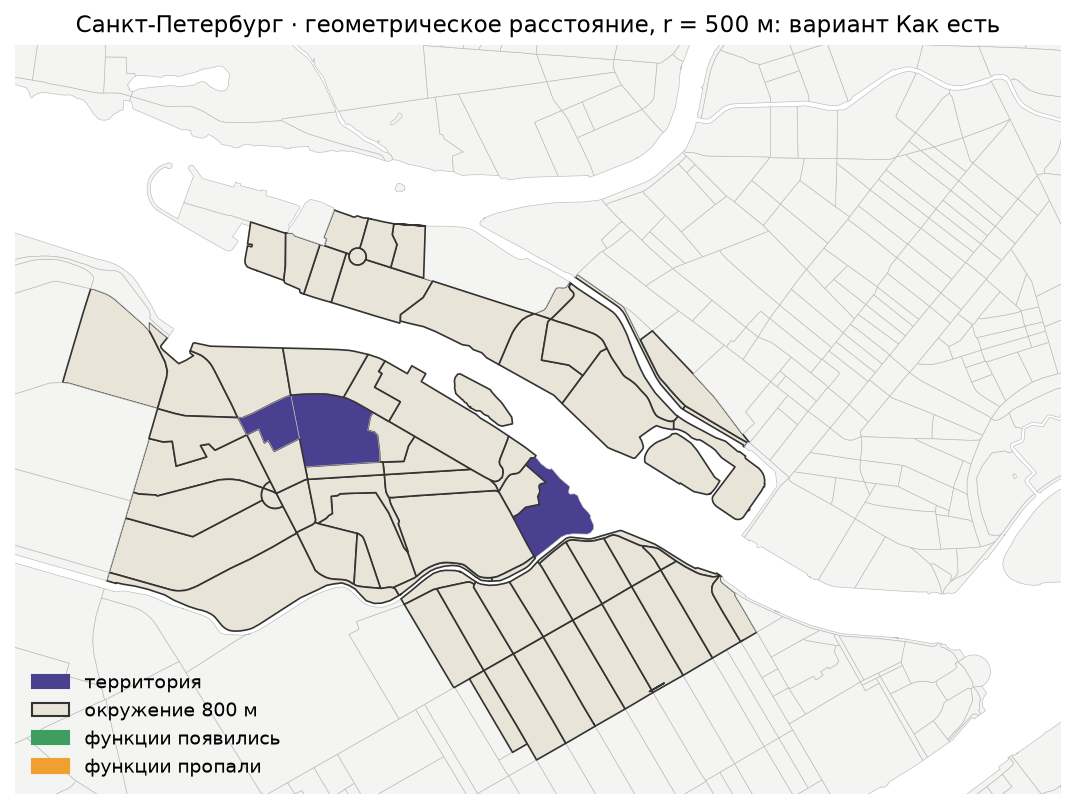 Санкт-Петербург · геометрическое расстояние, r = 500 м: вариант Как есть
территория
окружение 800 м
функции появились
функции пропали